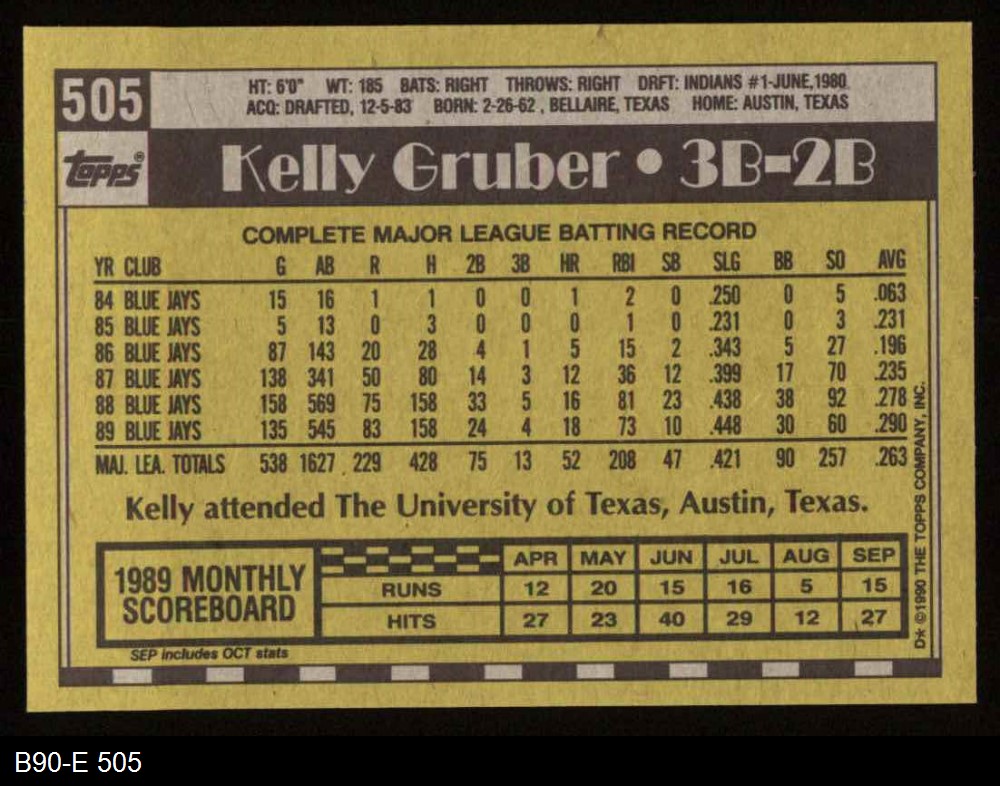 505
HT: 6'0" WT: 185 BATS: RIGHT THROWS: RIGHT DRFT: INDIANS #1-JUNE,1980
ACQ: DRAFTED, 12-5-83 BORN: 2-26-62 , BELLAIRE, TEXAS HOME: AUSTIN, TEXAS
topps®
Kelly Gruber • 3B-2B
COMPLETE MAJOR LEAGUE BATTING RECORD
YR CLUB G AB R H 2B 3B HR RBI SB SLG BB SO AVG
84 BLUE JAYS 15 16 1 1 0 0 1 2 0 .250 0 5 .063
85 BLUE JAYS 5 13 0 3 0 0 0 1 0 .231 0 3 .231
86 BLUE JAYS 87 143 20 28 4 1 5 15 2 .343 5 27 .196
87 BLUE JAYS 138 341 50 80 14 3 12 36 12 .399 17 70 .235
88 BLUE JAYS 158 569 75 158 33 5 16 81 23 .438 38 92 .278
89 BLUE JAYS 135 545 83 158 24 4 18 73 10 .448 30 60 .290
MAJ. LEA. TOTALS 538 1627 229 428 75 13 52 208 47 .421 90 257 .263
Kelly attended The University of Texas, Austin, Texas.
1989 MONTHLY
SCOREBOARD
APR MAY JUN JUL AUG SEP
RUNS 12 20 15 16 5 15
HITS 27 23 40 29 12 27
SEP includes OCT stats
D* ©1990 THE TOPPS COMPANY, INC.
B90-E 505